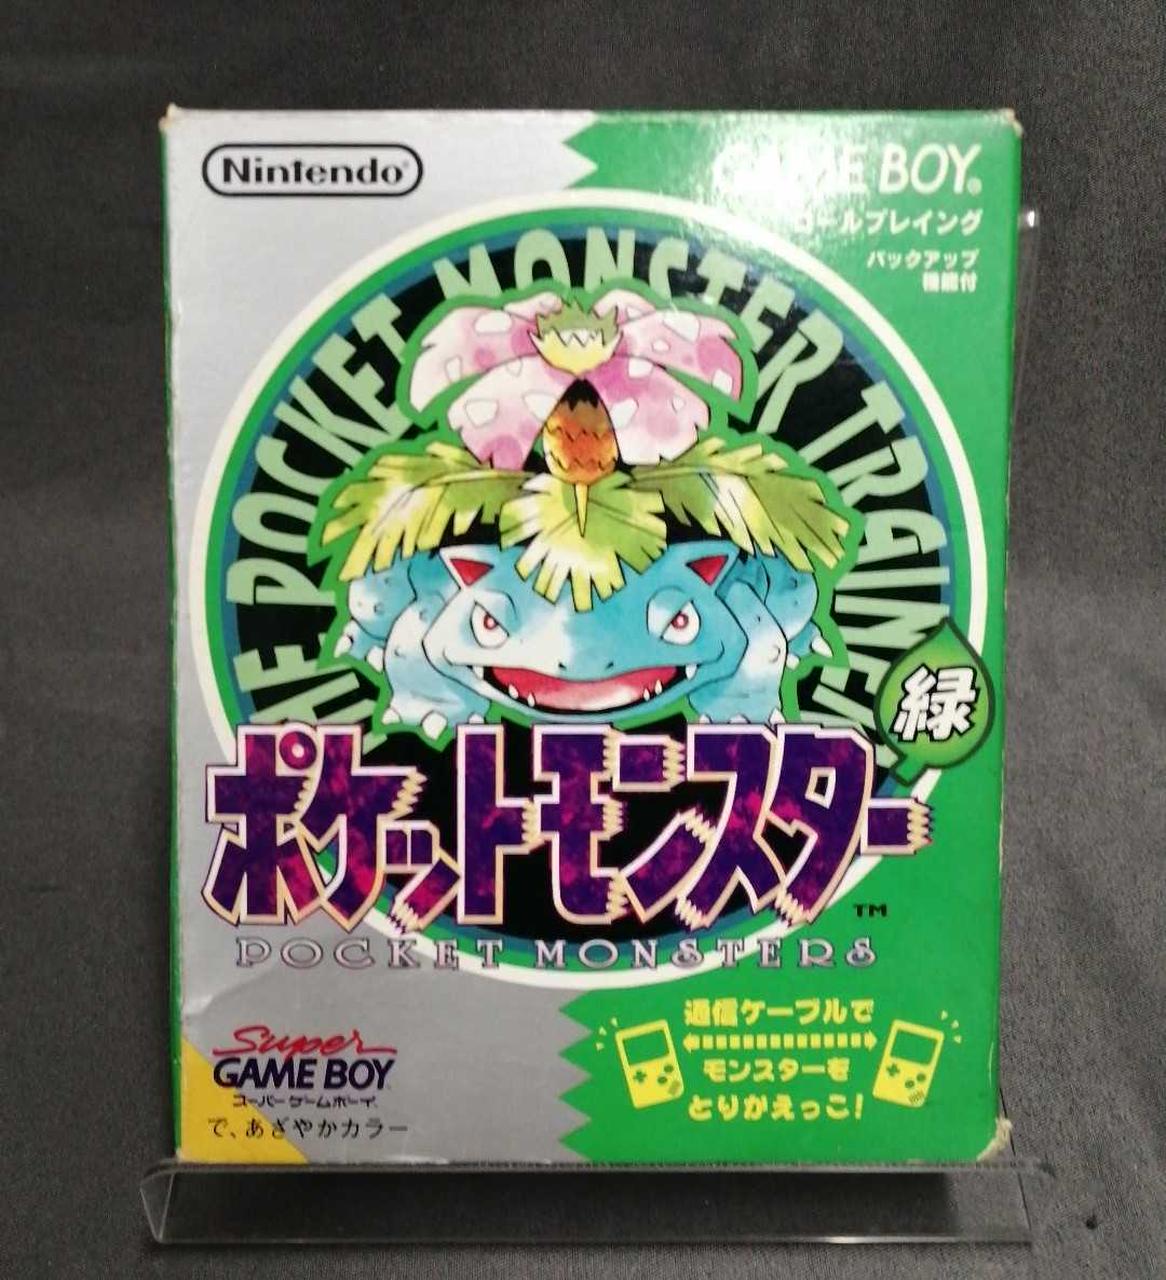 Nintendo®
GAME BOY®
ロールプレイング
バックアップ
機能付
THE POCKET MONSTER TRAINER
緑
ポケットモンスター
TM
POCKET MONSTERS
Super
GAME BOY
スーパーゲームボーイ
で、あざやかカラー
通信ケーブルで
モンスターを
とりかえっこ!